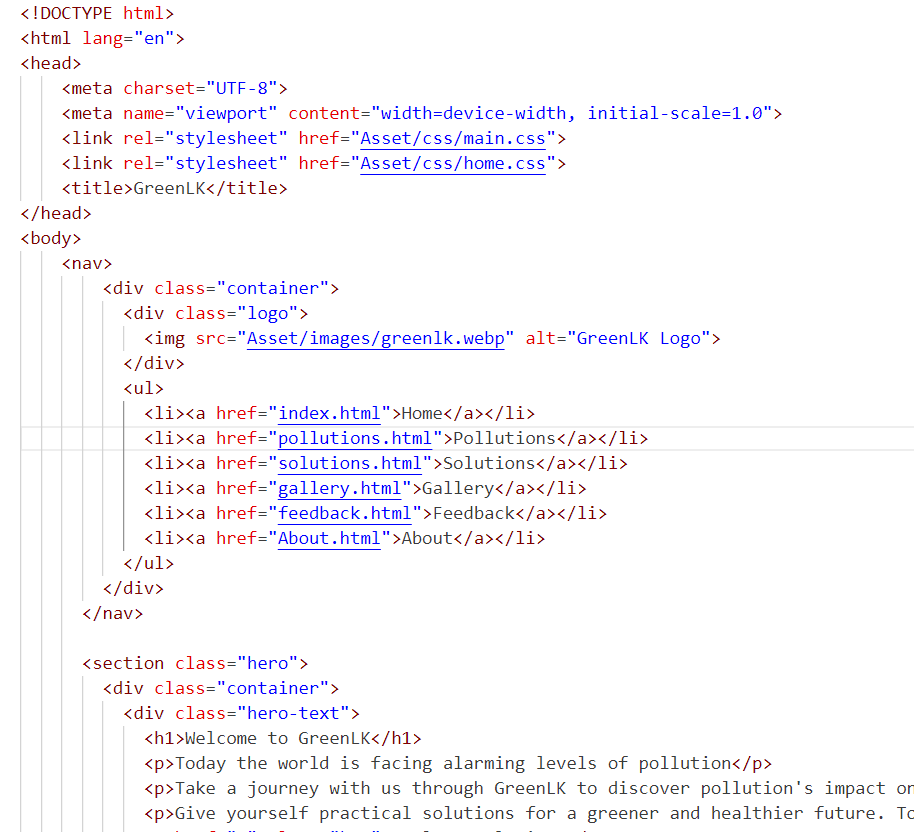 <!DOCTYPE html>
<html lang="en">
<head>
<meta charset="UTF-8">
<meta name="viewport" content="width=device-width, initial-scale=1.0">
<link rel="stylesheet" href="Asset/css/main.css">
<link rel="stylesheet" href="Asset/css/home.css">
<title>GreenLK</title>
</head>
<body>
<nav>
<div class="container">
<div class="logo">
<img src="Asset/images/greenlk.webp" alt="GreenLK Logo">
</div>
<ul>
<li><a href="index.html">Home</a></li>
<li><a href="pollutions.html">Pollutions</a></li>
<li><a href="solutions.html">Solutions</a></li>
<li><a href="gallery.html">Gallery</a></li>
<li><a href="feedback.html">Feedback</a></li>
<li><a href="About.html">About</a></li>
</ul>
</div>
</nav>
<section class="hero">
<div class="container">
<div class="hero-text">
<h1>Welcome to GreenLK</h1>
<p>Today the world is facing alarming levels of pollution</p>
<p>Take a journey with us through GreenLK to discover pollution's impact on
<p>Give yourself practical solutions for a greener and healthier future. To